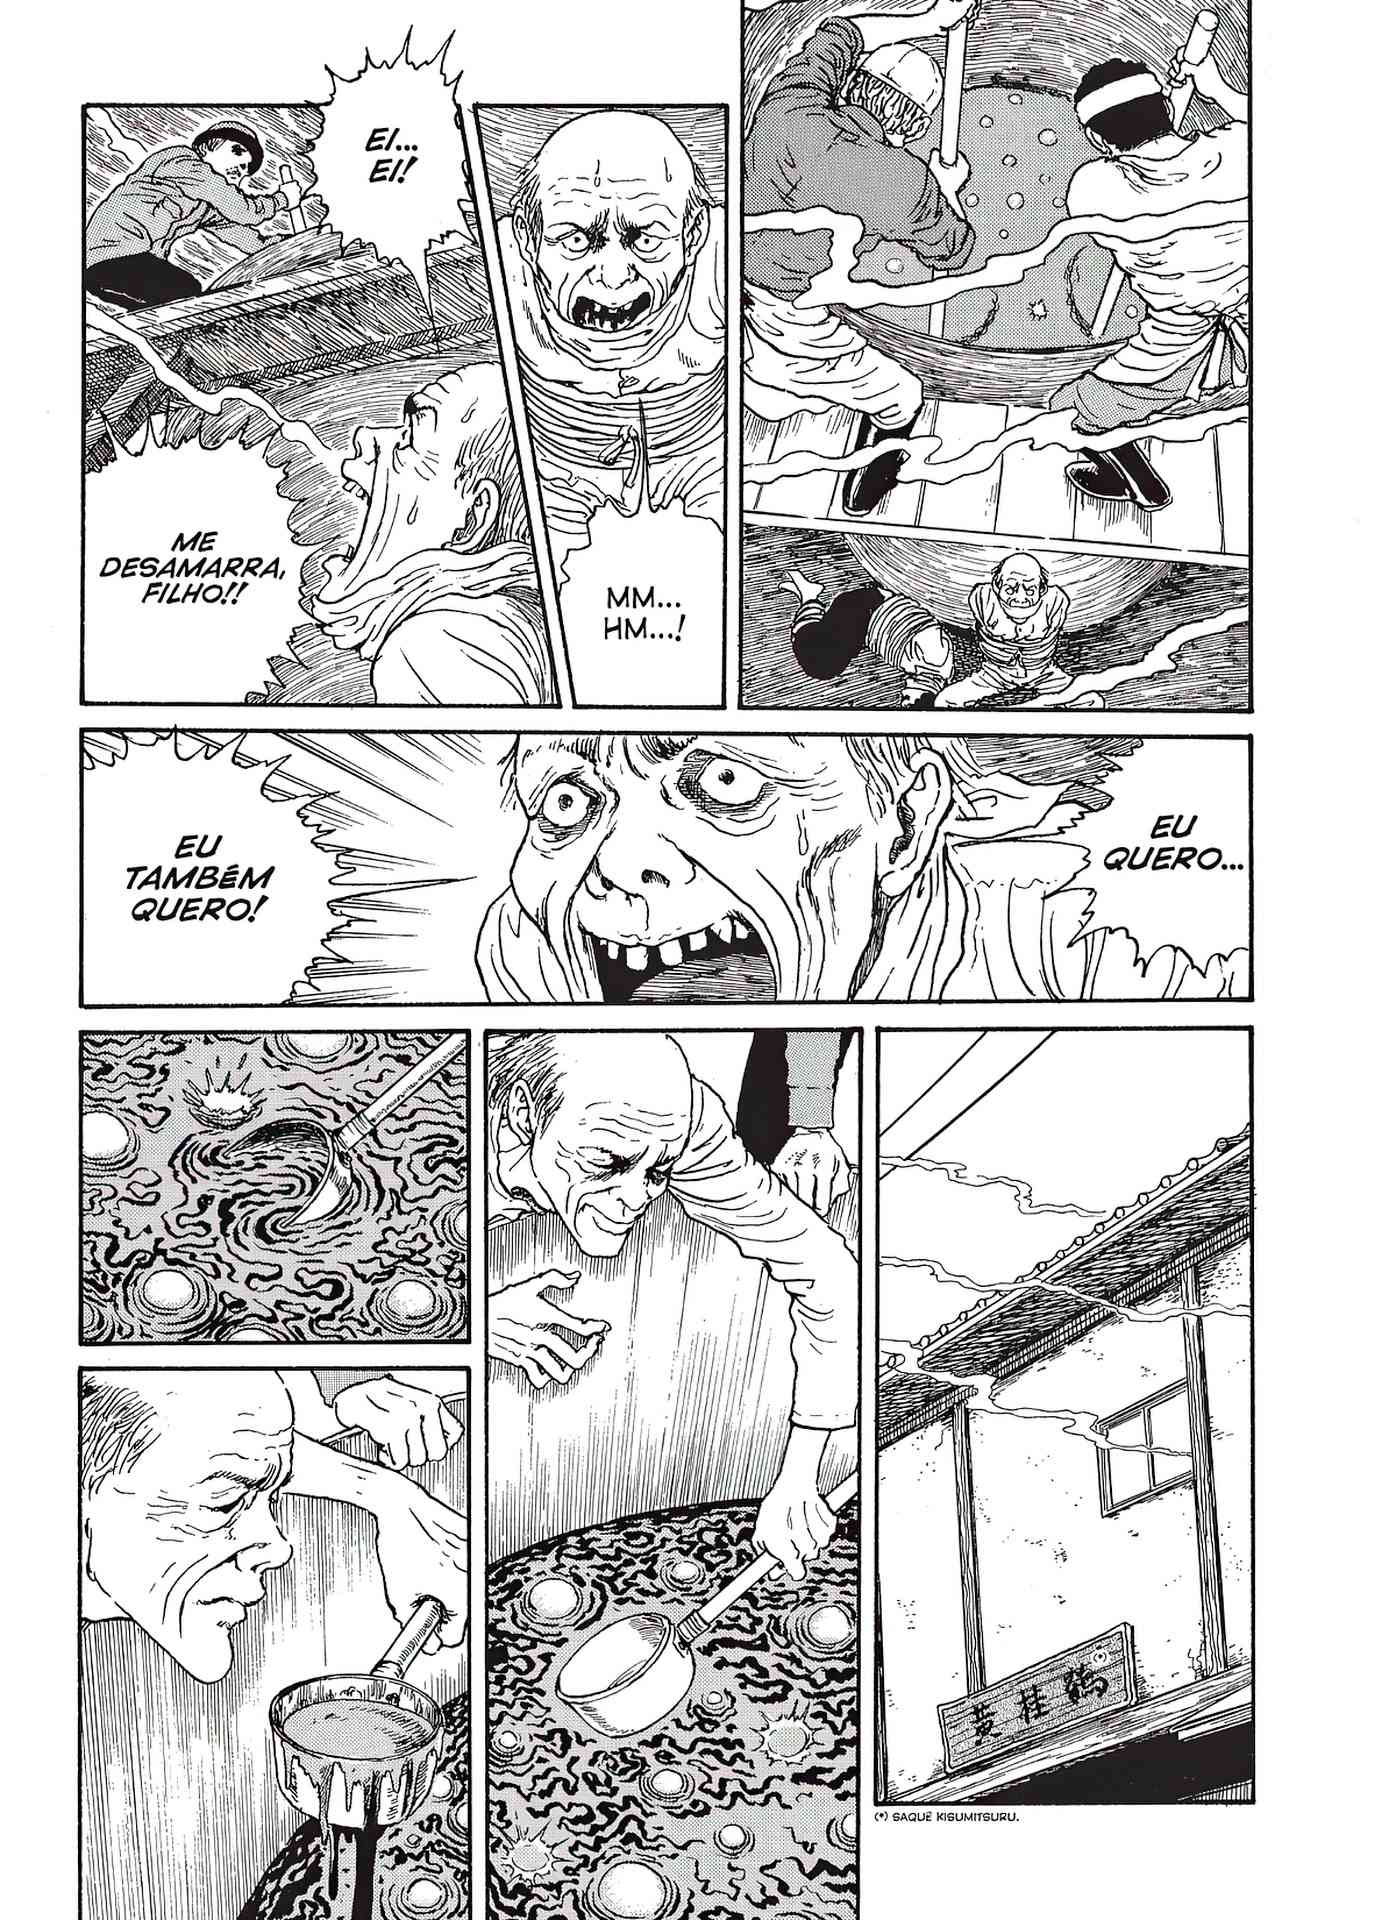 MM...
HM...!
EI...
EI!
ME
DESAMARRA,
FILHO!!
EU
QUERO...
EU
TAMBÉM
QUERO!
(*)
(*) SAQUÊ KISUMITSURU.